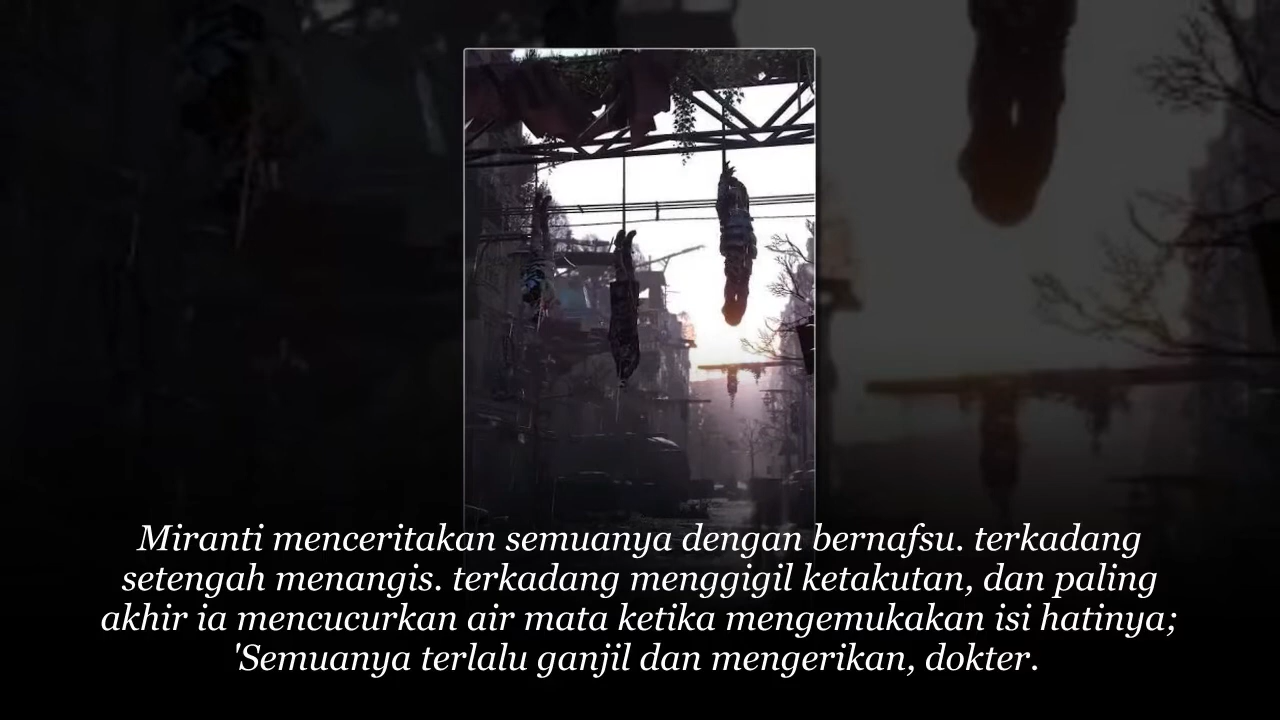 Miranti menceritakan semuanya dengan bernafsu. terkadang
setengah menangis. terkadang menggigil ketakutan, dan paling
akhir ia mencucurkan air mata ketika mengemukakan isi hatinya;
'Semuanya terlalu ganjil dan mengerikan, dokter.